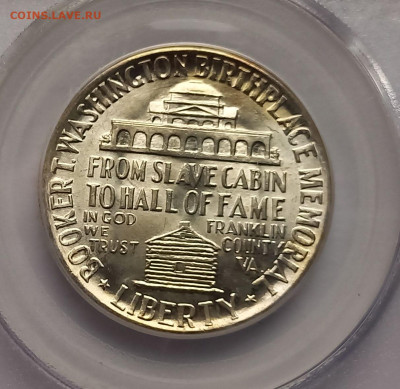 COINS.LAVE.RU
BOOKER T. WASHINGTON BIRTHPLACE MEMORIAL
FROM SLAVE CABIN
TO HALL OF FAME
IN GOD
WE
TRUST
FRANKLIN
COUNTY
VA.
LIBERTY